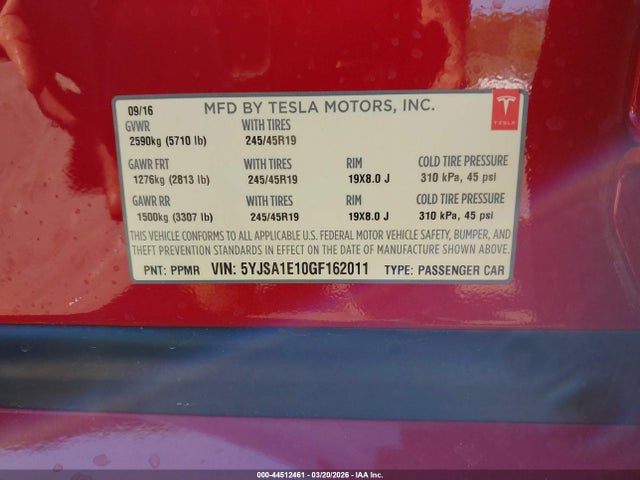 09/16 MFD BY TESLA MOTORS, INC.
TESLA
GVWR WITH TIRES
2590kg (5710 lb) 245/45R19
GAWR FRT WITH TIRES RIM COLD TIRE PRESSURE
1276kg (2813 lb) 245/45R19 19X8.0 J 310 kPa, 45 psi
GAWR RR WITH TIRES RIM COLD TIRE PRESSURE
1500kg (3307 lb) 245/45R19 19X8.0 J 310 kPa, 45 psi
THIS VEHICLE CONFORMS TO ALL APPLICABLE U.S. FEDERAL MOTOR VEHICLE SAFETY, BUMPER, AND
THEFT PREVENTION STANDARDS IN EFFECT ON THE DATE OF MANUFACTURE SHOWN ABOVE.
PNT: PPMR VIN: 5YJSA1E10GF162011 TYPE: PASSENGER CAR
000-44512461 - 03/20/2026 - IAA Inc.